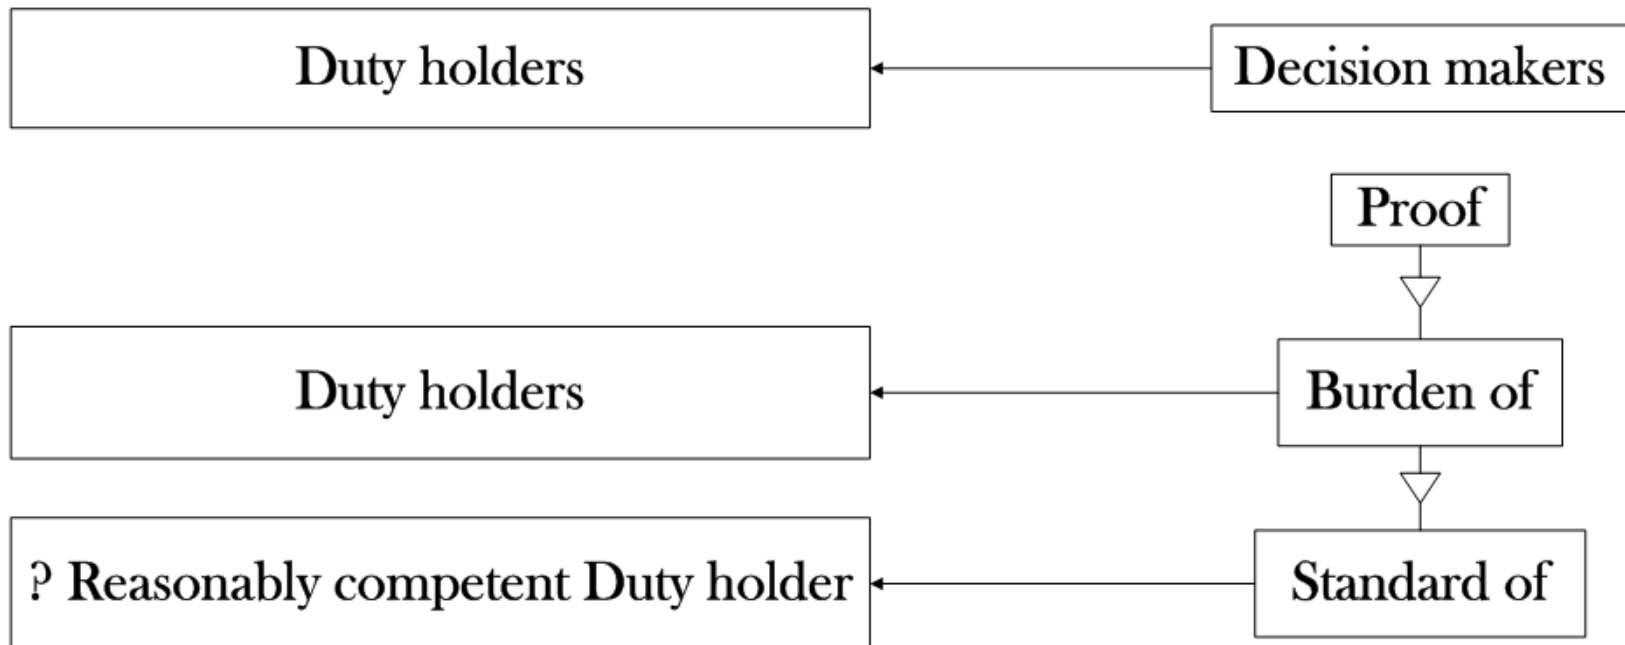 Duty holders
Decision makers
Proof
Duty holders
Burden of
? Reasonably competent Duty holder
Standard of